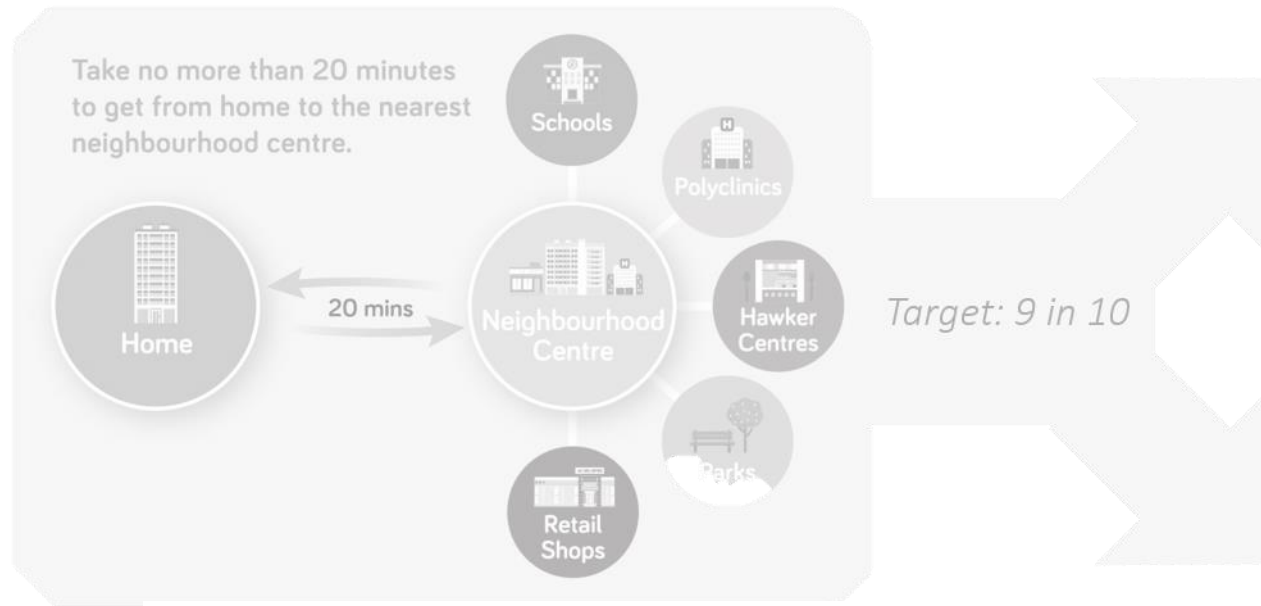 Take no more than 20 minutes
to get from home to the nearest
neighbourhood centre.
Schools
H
Polyclinics
Home
20 mins
H
Neighbourhood
Centre
Hawker
Centres
Target: 9 in 10
Parks
Retail
Shops